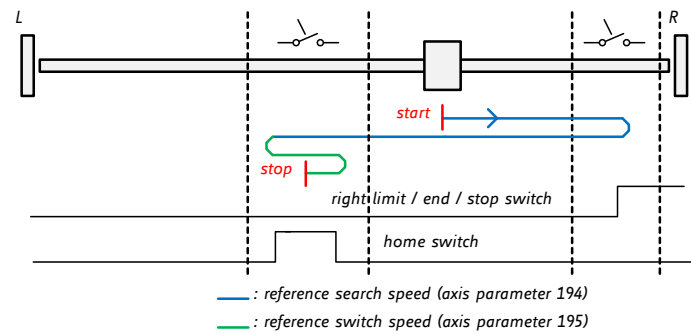 L
R
start
stop
right limit / end / stop switch
home switch
: reference search speed (axis parameter 194)
: reference switch speed (axis parameter 195)